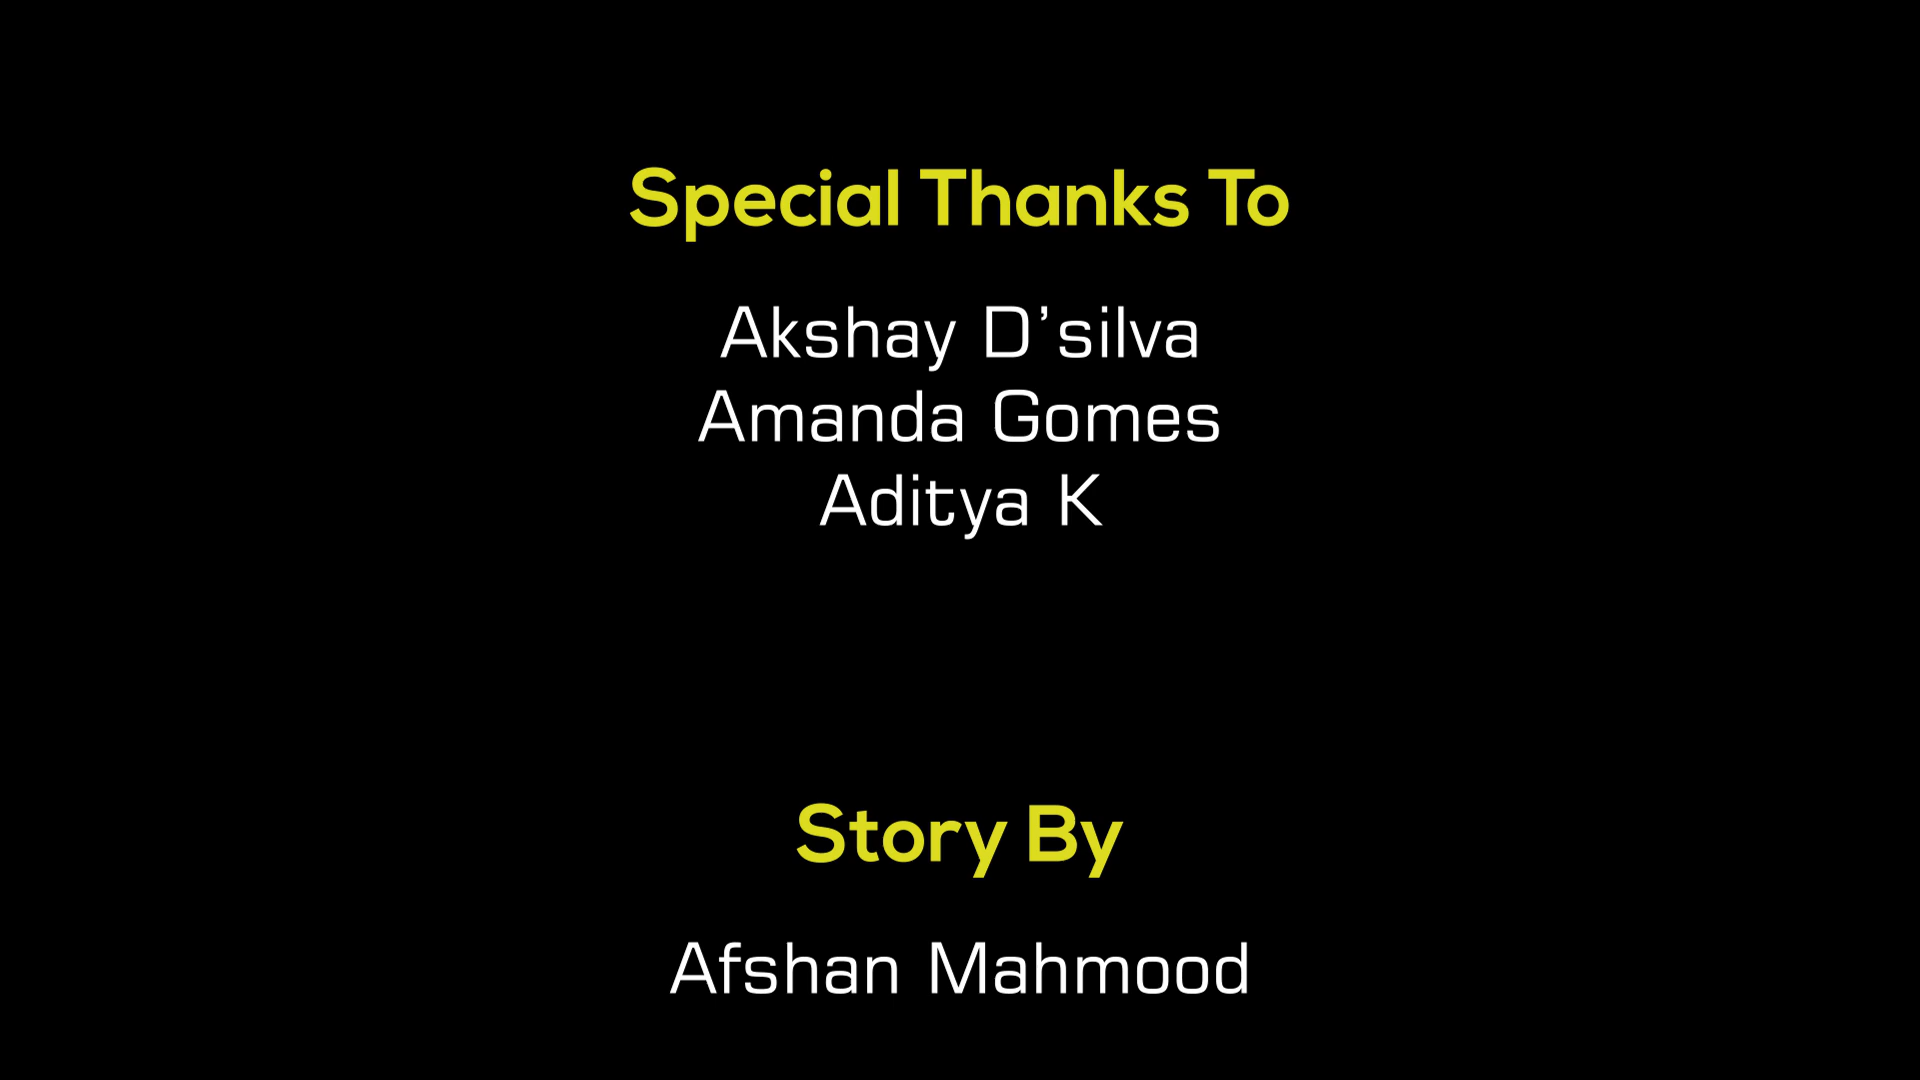 Special Thanks To
Akshay D’silva
Amanda Gomes
Aditya K
Story By
Afshan Mahmood